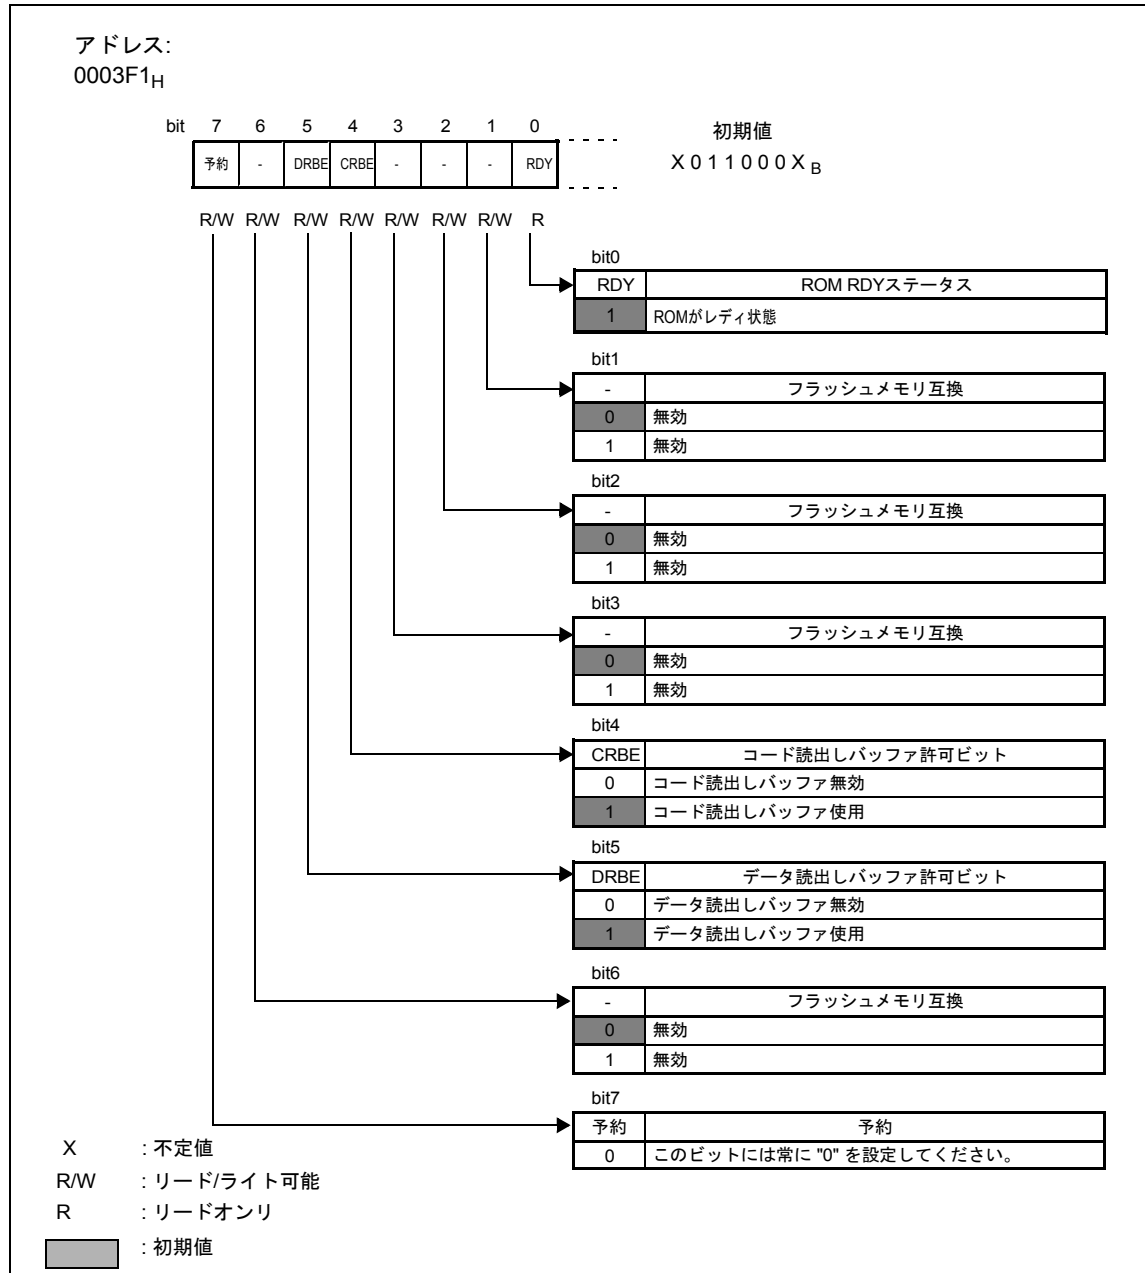 アドレス:
0003F1H
bit 7 6 5 4 3 2 1 0
初期値
予約 - DRBE CRBE - - - RDY
X 0 1 1 0 0 0 X B
R/W R/W R/W R/W R/W R/W R/W R
bit0
RDY ROM RDYステータス
1 ROMがレディ状態
bit1
- フラッシュメモリ互換
0 無効
1 無効
bit2
- フラッシュメモリ互換
0 無効
1 無効
bit3
- フラッシュメモリ互換
0 無効
1 無効
bit4
CRBE コード読出しバッファ許可ビット
0 コード読出しバッファ無効
1 コード読出しバッファ使用
bit5
DRBE データ読出しバッファ許可ビット
0 データ読出しバッファ無効
1 データ読出しバッファ使用
bit6
- フラッシュメモリ互換
0 無効
1 無効
bit7
予約 予約
0 このビットには常に "0" を設定してください。
X : 不定値
R/W : リード/ライト可能
R : リードオンリ
: 初期値